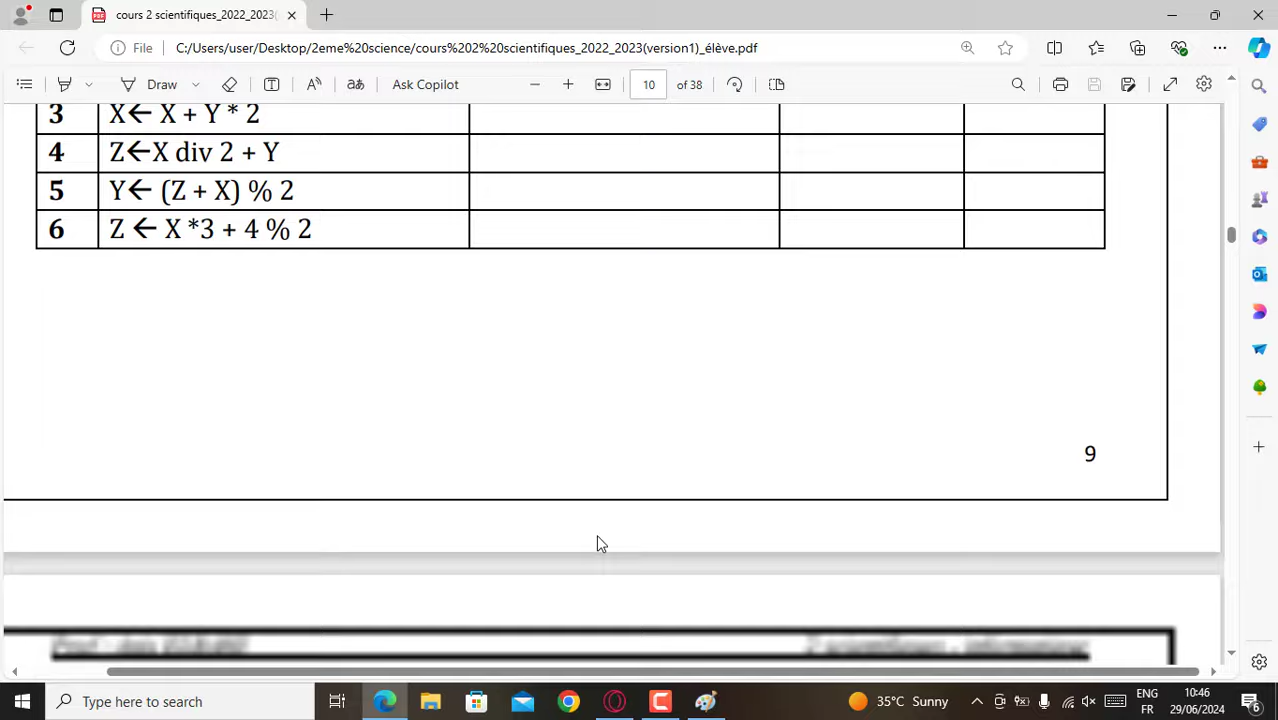 cours 2 scientifiques_2022_2023(
File C:/Users/user/Desktop/2eme%20science/cours%202%20scientifiques_2022_2023(version1)_élève.pdf
Draw Ask Copilot 10 of 38
3 X← X + Y * 2
4 Z←X div 2 + Y
5 Y← (Z + X) % 2
6 Z ← X *3 + 4 % 2
9
Type here to search 35°C Sunny ENG 10:46
FR 29/06/2024 6